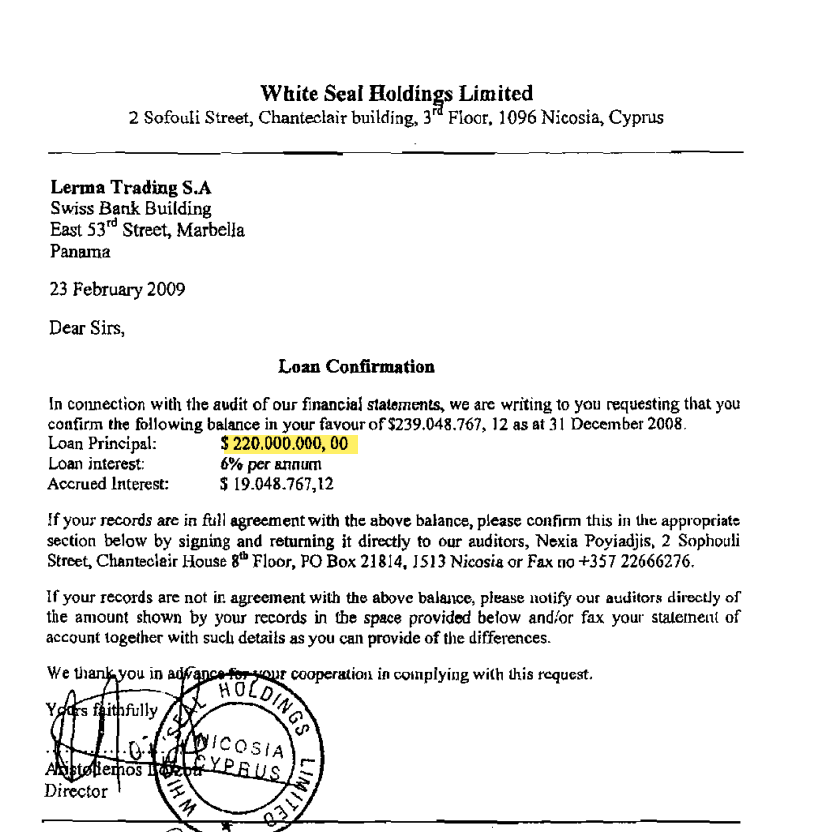 White Seal Holdings Limited
2 Sofouli Street, Chanteclair building, 3rd Floor, 1096 Nicosia, Cyprus
Lerma Trading S.A
Swiss Bank Building
East 53rd Street, Marbella
Panama
23 February 2009
Dear Sirs,
Loan Confirmation
In connection with the audit of our financial statements, we are writing to you requesting that you
confirm the following balance in your favour of $239.048.767, 12 as at 31 December 2008.
Loan Principal: $ 220.000.000, 00
Loan interest: 6% per annum
Accrued Interest: $ 19.048.767,12
If your records are in full agreement with the above balance, please confirm this in the appropriate
section below by signing and returning it directly to our auditors, Nexia Poyiadjis, 2 Sophouli
Street, Chanteclair House 8th Floor, PO Box 21814, 1513 Nicosia or Fax no +357 22666276.
If your records are not in agreement with the above balance, please notify our auditors directly of
the amount shown by your records in the space provided below and/or fax your statement of
account together with such details as you can provide of the differences.
We thank you in advance for your cooperation in complying with this request.
Yours faithfully
Aristodemos
Director
WHITE SEAL HOLDINGS LIMITED
NICOSIA
CYPRUS